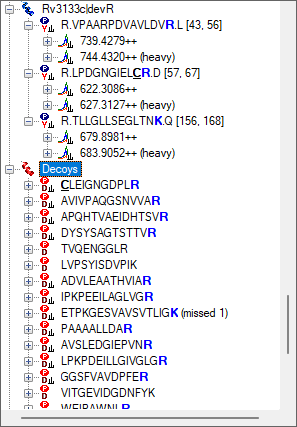 Rv3133c|devR
R.VPAARPDVAVLDVR.L [43, 56]
739.4279++
744.4320++ (heavy)
R.LPDGNGIELCR.D [57, 67]
622.3086++
627.3127++ (heavy)
R.TLLGLLSEGLTNKQ [156, 168]
679.8981++
683.9052++ (heavy)
Decoys
CLEIGNGDPLR
AVIVPAQGSNVVAR
APQHTVAEIDHTSVR
DYSYSAGTSTTVR
TVQENGGLR
LVPSYISDVPIK
ADVLEAATHVIAR
IPKPEEILAGLVGR
ETPKGESVAVSVTLIGK (missed 1)
PAAAALLDAR
AVSLEDGIEPVNR
LPKPDEILLGIVGLGR
GGSFVAVDPFER
VITGEVIDGDNFYK